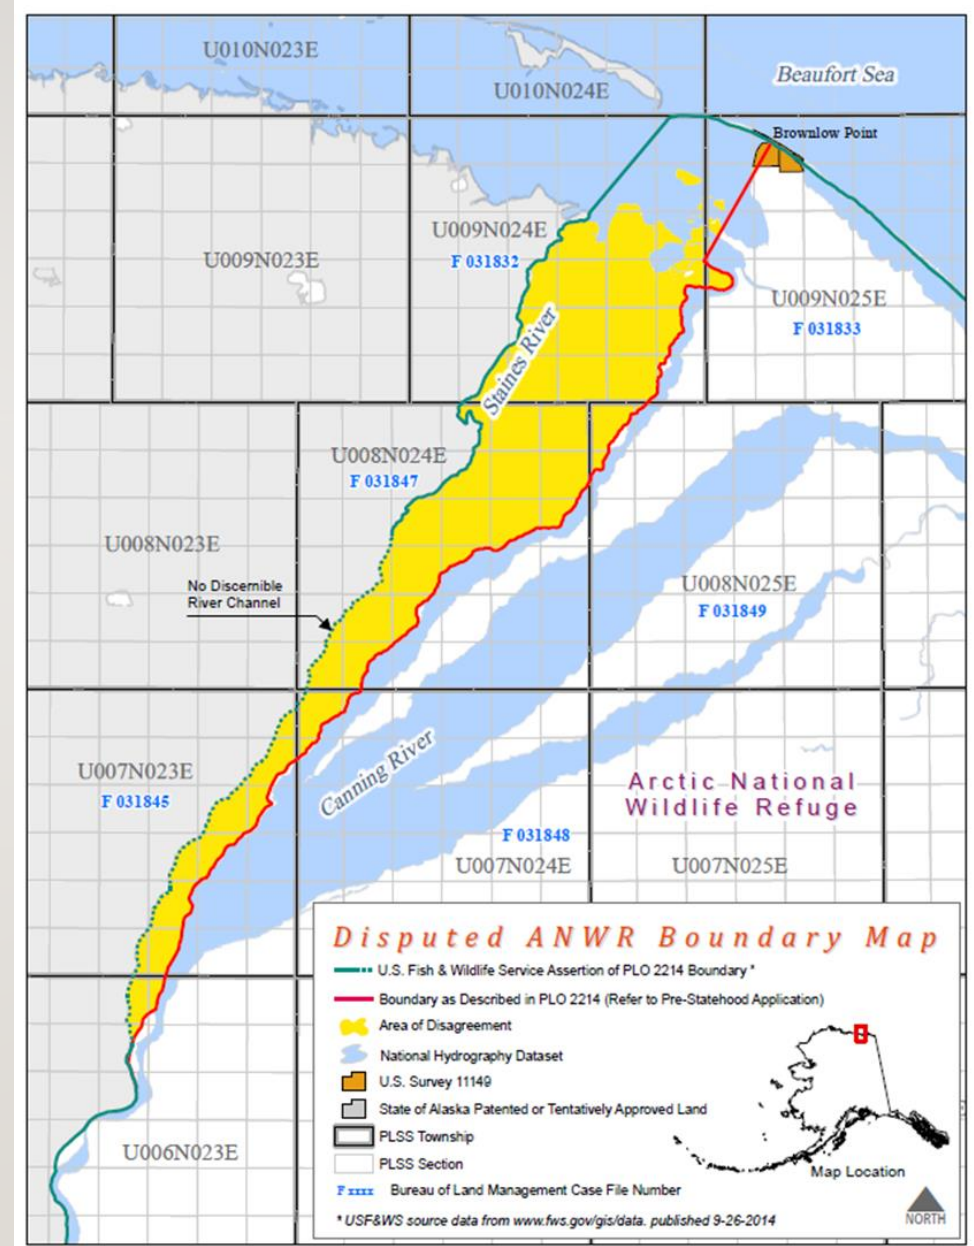 U010N023E
U010N024E
Beaufort Sea
Brownlow Point
U009N024E
F 031832
U009N023E
U009N025E
F 031833
Staines River
U008N024E
F 031847
U008N023E
No Discernible
River Channel
U008N025E
F 031849
U007N023E
F 031845
Canning River
Arctic National
Wildlife Refuge
F 031848
U007N024E
U007N025E
U006N023E
Disputed ANWR Boundary Map
U.S. Fish & Wildlife Service Assertion of PLO 2214 Boundary *
Boundary as Described in PLO 2214 (Refer to Pre-Statehood Application)
Area of Disagreement
National Hydrography Dataset
U.S. Survey 11149
State of Alaska Patented or Tentatively Approved Land
PLSS Township
PLSS Section
F xxxx Bureau of Land Management Case File Number
Map Location
NORTH
* USF&WS source data from www.fws.gov/gis/data. published 9-26-2014